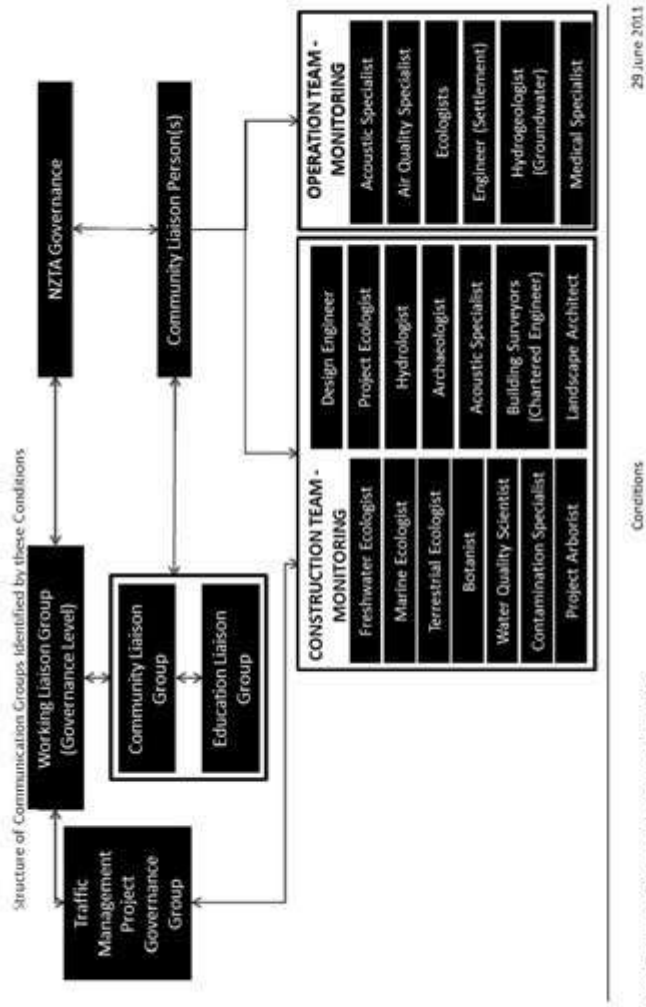 Structure of Communication Groups Identified by these Conditions
Traffic
Management
Project
Governance
Group
Working Liaison Group
(Governance Level)
NZTA Governance
Community Liaison
Group
Education Liaison
Group
Community Liaison Person(s)
CONSTRUCTION TEAM -
MONITORING
Freshwater Ecologist
Marine Ecologist
Terrestrial Ecologist
Botanist
Water Quality Scientist
Contamination Specialist
Project Arborist
Design Engineer
Project Ecologist
Hydrologist
Archaeologist
Acoustic Specialist
Building Surveyors
(Chartered Engineer)
Landscape Architect
OPERATION TEAM -
MONITORING
Acoustic Specialist
Air Quality Specialist
Ecologists
Engineer (Settlement)
Hydrogeologist
(Groundwater)
Medical Specialist
Conditions
29 June 2011